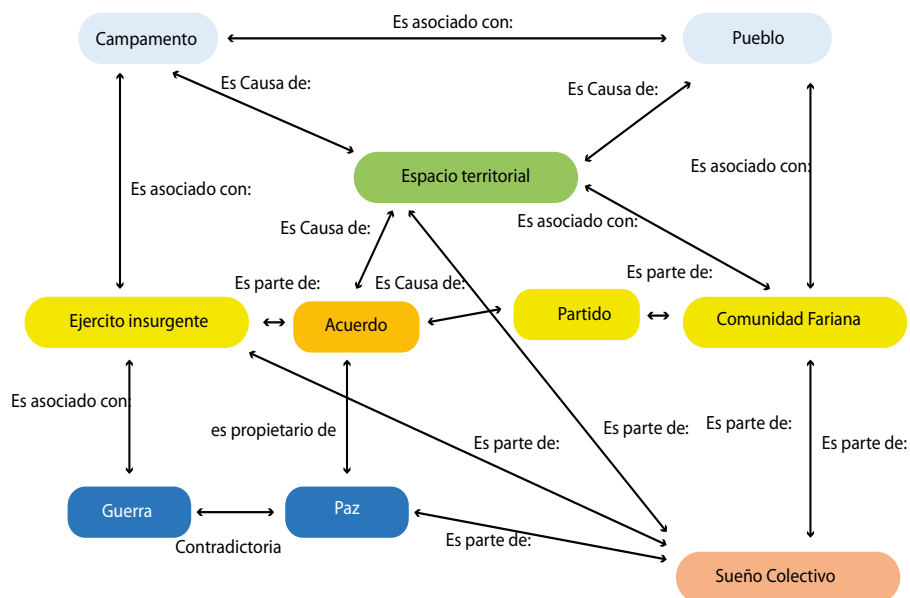 Es asociado con:
Campamento
Pueblo
Es Causa de:
Es Causa de:
Espacio territorial
Es asociado con:
Es asociado con:
Es asociado con:
Es Causa de:
Es parte de:
Es Causa de:
Es parte de:
Ejercito insurgente
Acuerdo
Partido
Comunidad Fariana
Es asociado con:
es propietario de
Es parte de:
Es parte de:
Es parte de:
Es parte de:
Guerra
Paz
Contradictoria
Es parte de:
Sueño Colectivo